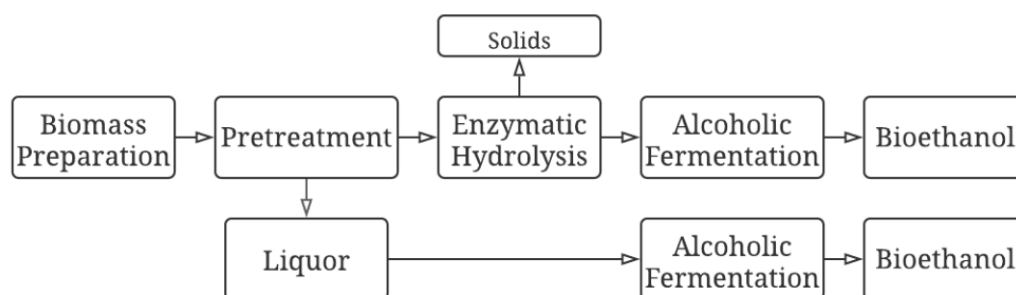 Solids
Biomass
Preparation
Pretreatment
Enzymatic
Hydrolysis
Alcoholic
Fermentation
Bioethanol
Liquor
Alcoholic
Fermentation
Bioethanol